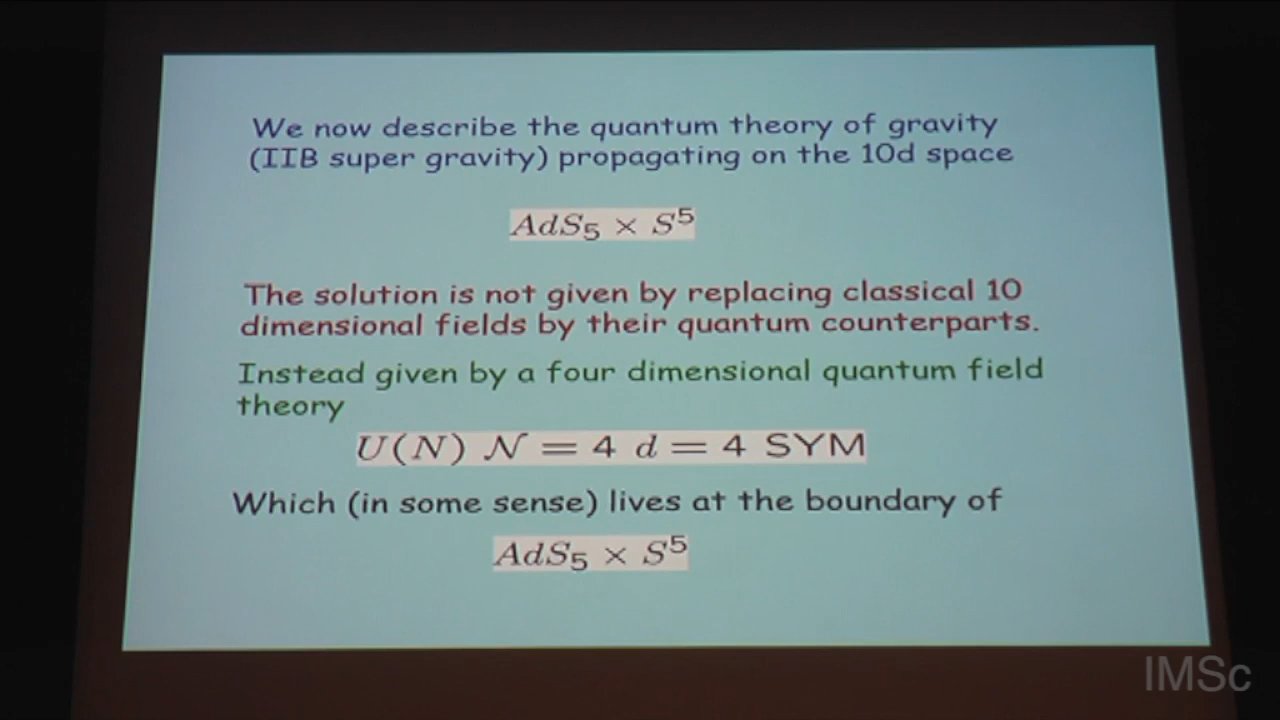 We now describe the quantum theory of gravity
(IIB super gravity) propagating on the 10d space
AdS₅ × S⁵
The solution is not given by replacing classical 10
dimensional fields by their quantum counterparts.
Instead given by a four dimensional quantum field
theory
U(N) 𝒩 = 4 d = 4 SYM
Which (in some sense) lives at the boundary of
AdS₅ × S⁵
IMSc